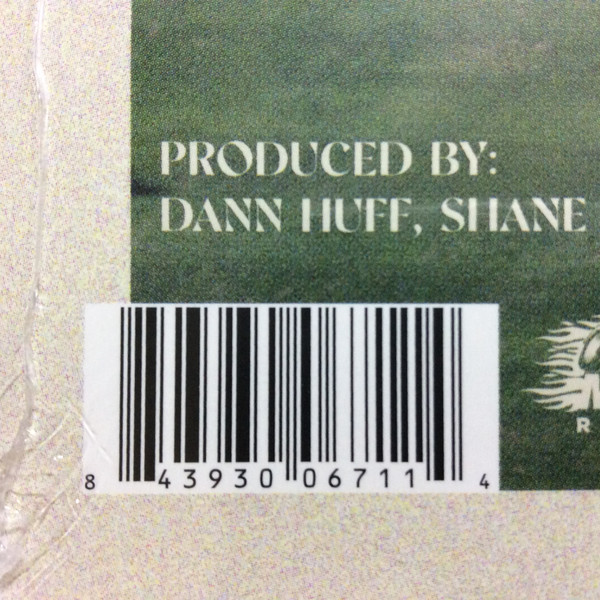 PRODUCED BY:
DANN HUFF, SHANE
8 43930 06711 4